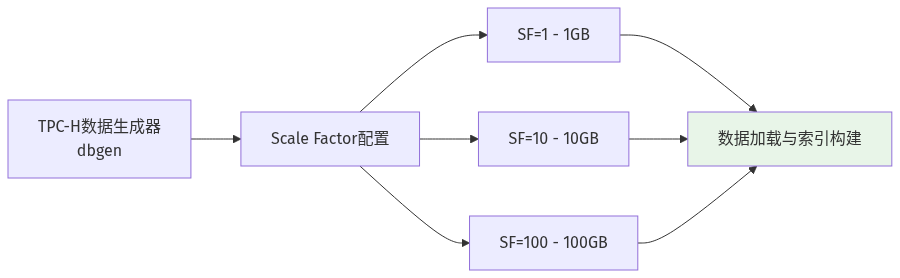 TPC-H数据生成器
dbgen
Scale Factor配置
SF=1 - 1GB
SF=10 - 10GB
SF=100 - 100GB
数据加载与索引构建